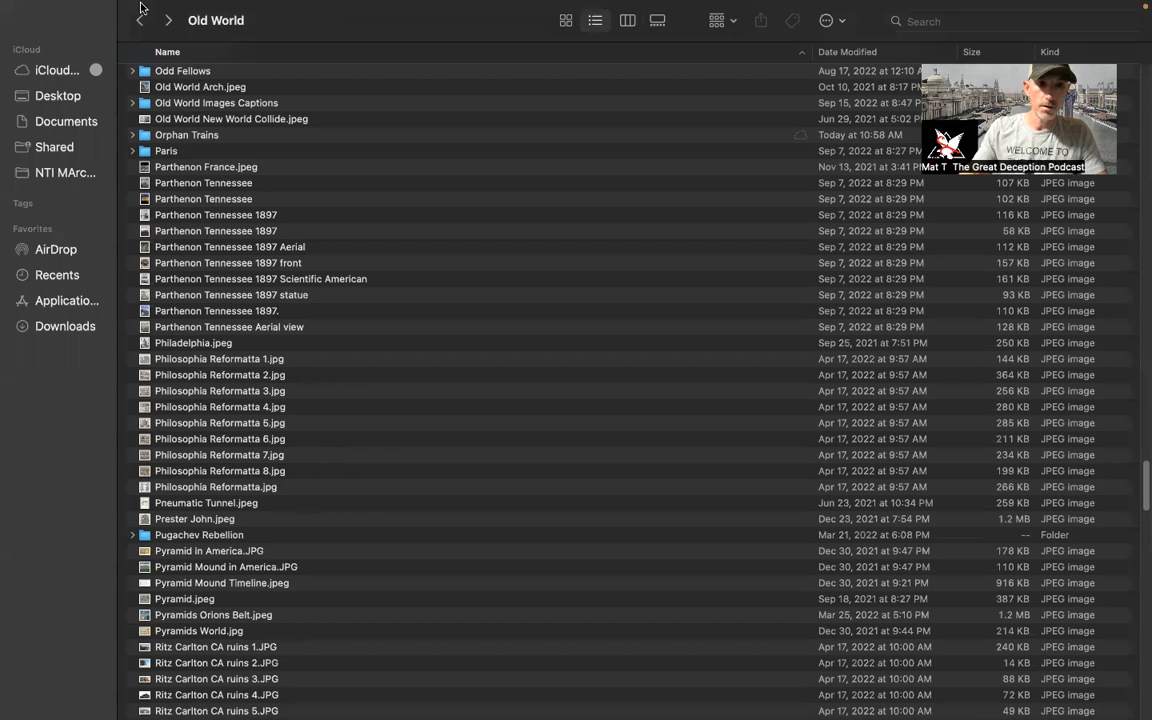 Old World
Search
iCloud
iCloud...
Desktop
Documents
Shared
NTI MArc...
Tags
Favorites
AirDrop
Recents
Applicatio...
Downloads
Name Date Modified Size Kind
Odd Fellows Aug 17, 2022 at 12:10 A
Old World Arch.jpeg Oct 10, 2021 at 8:17 P
Old World Images Captions Sep 15, 2022 at 8:47 P
Old World New World Collide.jpeg Jun 29, 2021 at 5:02 P
Orphan Trains Today at 10:58 AM
Paris Sep 7, 2022 at 8:27 P
Parthenon France.jpeg Nov 13, 2021 at 3:41 P
WELCOME TO
Mat T The Great Deception Podcast
Parthenon Tennessee Sep 7, 2022 at 8:29 PM 107 KB JPEG image
Parthenon Tennessee Sep 7, 2022 at 8:29 PM 102 KB JPEG image
Parthenon Tennessee 1897 Sep 7, 2022 at 8:29 PM 116 KB JPEG image
Parthenon Tennessee 1897 Sep 7, 2022 at 8:29 PM 58 KB JPEG image
Parthenon Tennessee 1897 Aerial Sep 7, 2022 at 8:29 PM 112 KB JPEG image
Parthenon Tennessee 1897 front Sep 7, 2022 at 8:29 PM 157 KB JPEG image
Parthenon Tennessee 1897 Scientific American Sep 7, 2022 at 8:29 PM 161 KB JPEG image
Parthenon Tennessee 1897 statue Sep 7, 2022 at 8:29 PM 93 KB JPEG image
Parthenon Tennessee 1897. Sep 7, 2022 at 8:29 PM 110 KB JPEG image
Parthenon Tennessee Aerial view Sep 7, 2022 at 8:29 PM 128 KB JPEG image
Philadelphia.jpeg Sep 25, 2021 at 7:51 PM 250 KB JPEG image
Philosophia Reformatta 1.jpg Apr 17, 2022 at 9:57 AM 144 KB JPEG image
Philosophia Reformatta 2.jpg Apr 17, 2022 at 9:57 AM 364 KB JPEG image
Philosophia Reformatta 3.jpg Apr 17, 2022 at 9:57 AM 256 KB JPEG image
Philosophia Reformatta 4.jpg Apr 17, 2022 at 9:57 AM 280 KB JPEG image
Philosophia Reformatta 5.jpg Apr 17, 2022 at 9:57 AM 285 KB JPEG image
Philosophia Reformatta 6.jpg Apr 17, 2022 at 9:57 AM 211 KB JPEG image
Philosophia Reformatta 7.jpg Apr 17, 2022 at 9:57 AM 234 KB JPEG image
Philosophia Reformatta 8.jpg Apr 17, 2022 at 9:57 AM 199 KB JPEG image
Philosophia Reformatta.jpg Apr 17, 2022 at 9:57 AM 266 KB JPEG image
Pneumatic Tunnel.jpeg Jun 23, 2021 at 10:34 PM 259 KB JPEG image
Prester John.jpeg Dec 23, 2021 at 7:54 PM 1.2 MB JPEG image
Pugachev Rebellion Mar 21, 2022 at 6:08 PM -- Folder
Pyramid In America.JPG Dec 30, 2021 at 9:47 PM 178 KB JPEG image
Pyramid Mound in America.JPG Dec 30, 2021 at 9:47 PM 110 KB JPEG image
Pyramid Mound Timeline.jpeg Dec 30, 2021 at 9:21 PM 916 KB JPEG image
Pyramid.jpeg Sep 18, 2021 at 8:27 PM 387 KB JPEG image
Pyramids Orions Belt.jpeg Mar 25, 2022 at 5:10 PM 1.2 MB JPEG image
Pyramids World.jpg Dec 30, 2021 at 9:44 PM 214 KB JPEG image
Ritz Carlton CA ruins 1.JPG Apr 17, 2022 at 10:00 AM 240 KB JPEG image
Ritz Carlton CA ruins 2.JPG Apr 17, 2022 at 10:00 AM 14 KB JPEG image
Ritz Carlton CA ruins 3.JPG Apr 17, 2022 at 10:00 AM 88 KB JPEG image
Ritz Carlton CA ruins 4.JPG Apr 17, 2022 at 10:00 AM 72 KB JPEG image
Ritz Carlton CA ruins 5.JPG Apr 17, 2022 at 10:00 AM 49 KB JPEG image